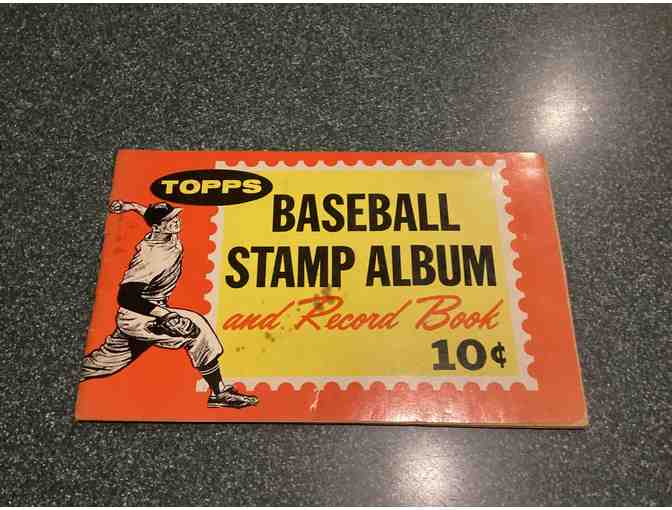 TOPPS
BASEBALL
STAMP ALBUM
and Record Book
10¢